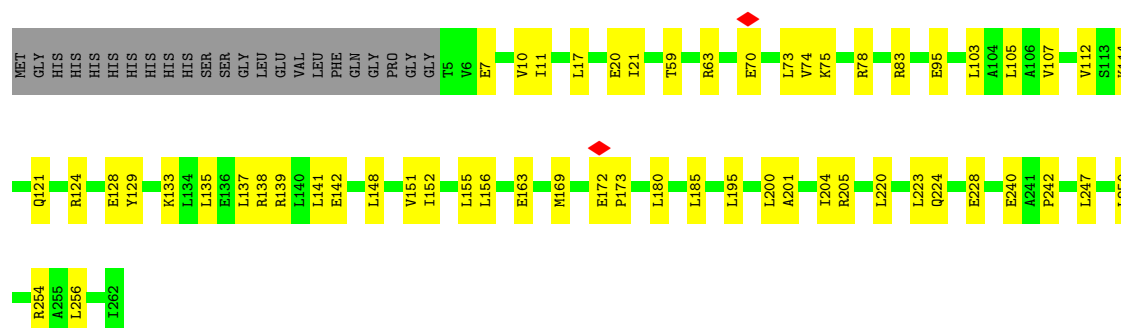 MET GLY HIS HIS HIS HIS HIS HIS HIS HIS SER SER GLY LEU GLU VAL LEU PHE GLN GLY PRO GLY GLY T5 V6 E7 V10 I11 L17 E20 I21 T59 R63 E70 L73 V74 K75 R78 R83 E95 L103 A104 L105 A106 V107 V112 S113
Q121 R124 E128 Y129 K133 L134 L135 E136 L137 R138 R139 L140 L141 E142 L148 V151 I152 L155 L156 E163 M169 E172 P173 L180 L185 L195 L200 A201 I204 R205 L220 L223 Q224 E228 E240 A241 P242 L247
R254 A255 L256 I262